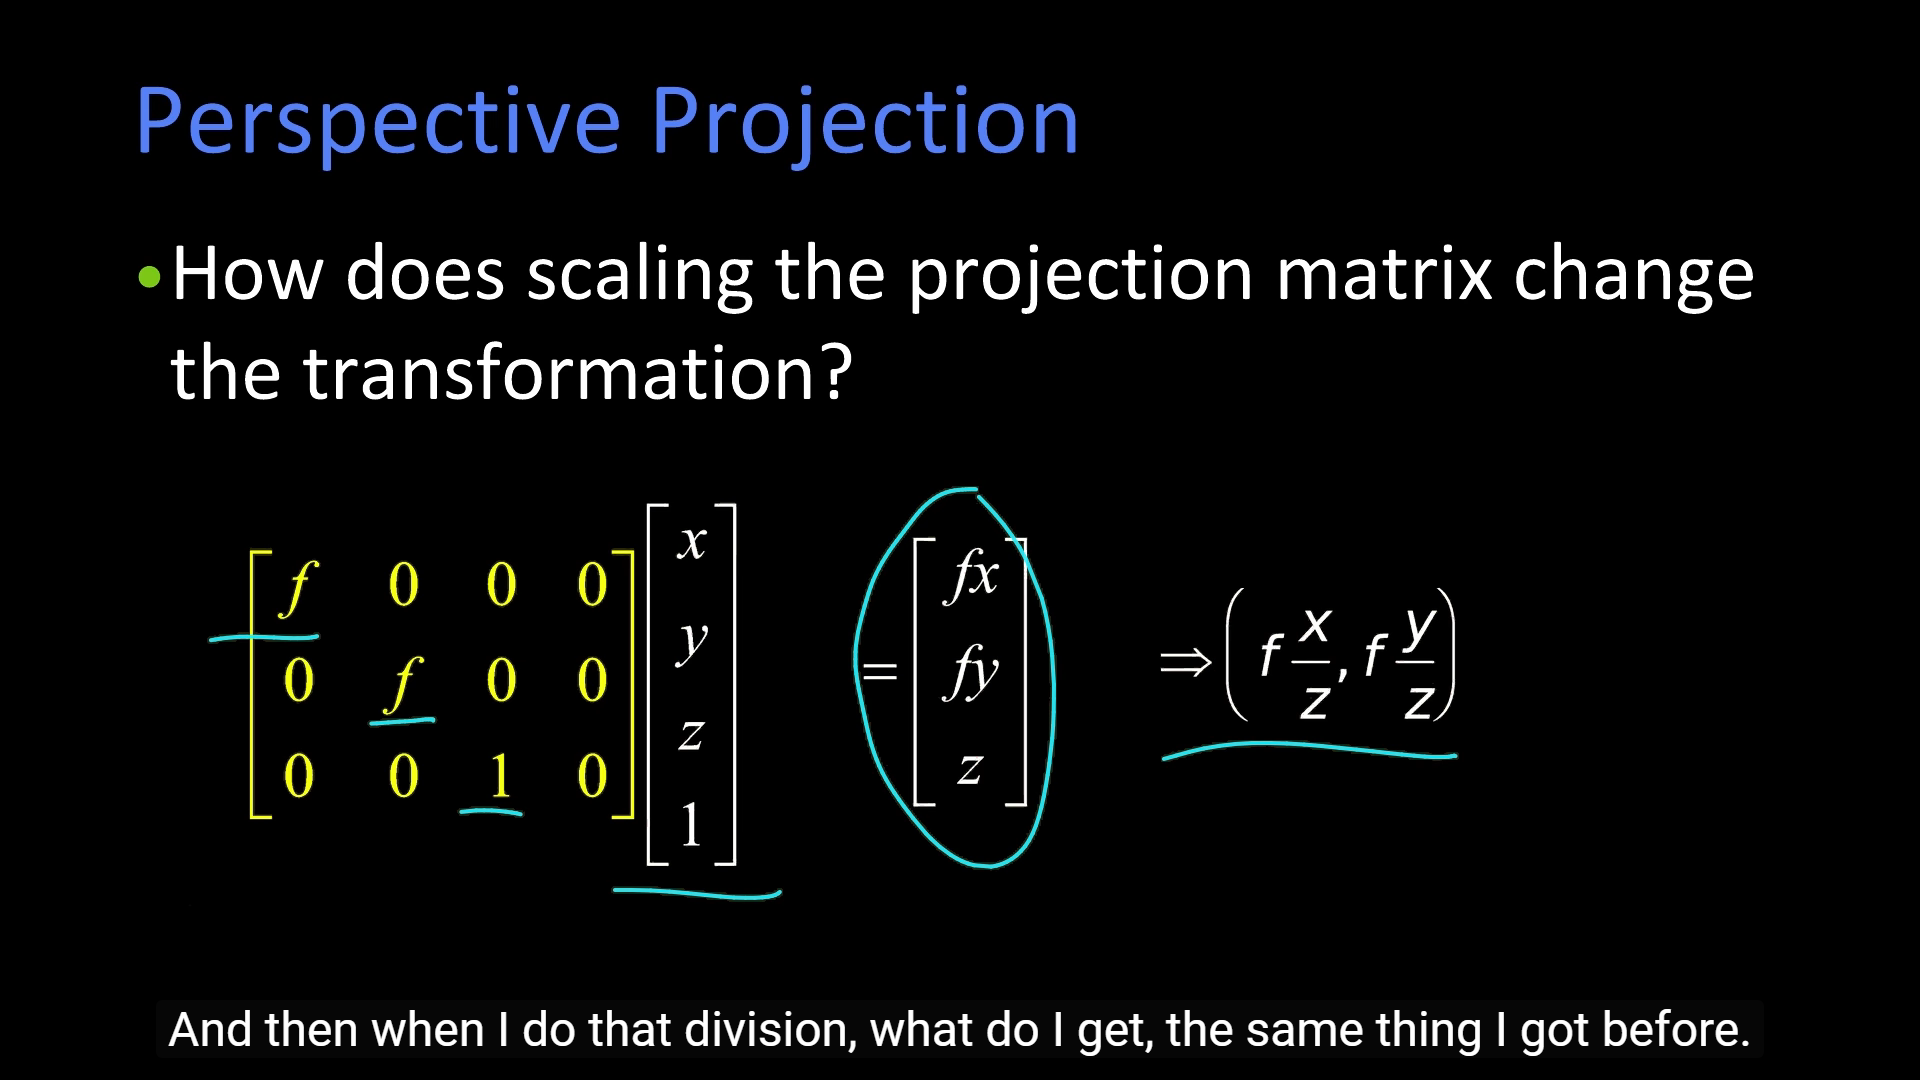 Perspective Projection
• How does scaling the projection matrix change
the transformation?
[f 0 0 0; 0 f 0 0; 0 0 1 0] [x; y; z; 1] = [fx; fy; z] ⇒ (f x/z, f y/z)
And then when I do that division, what do I get, the same thing I got before.